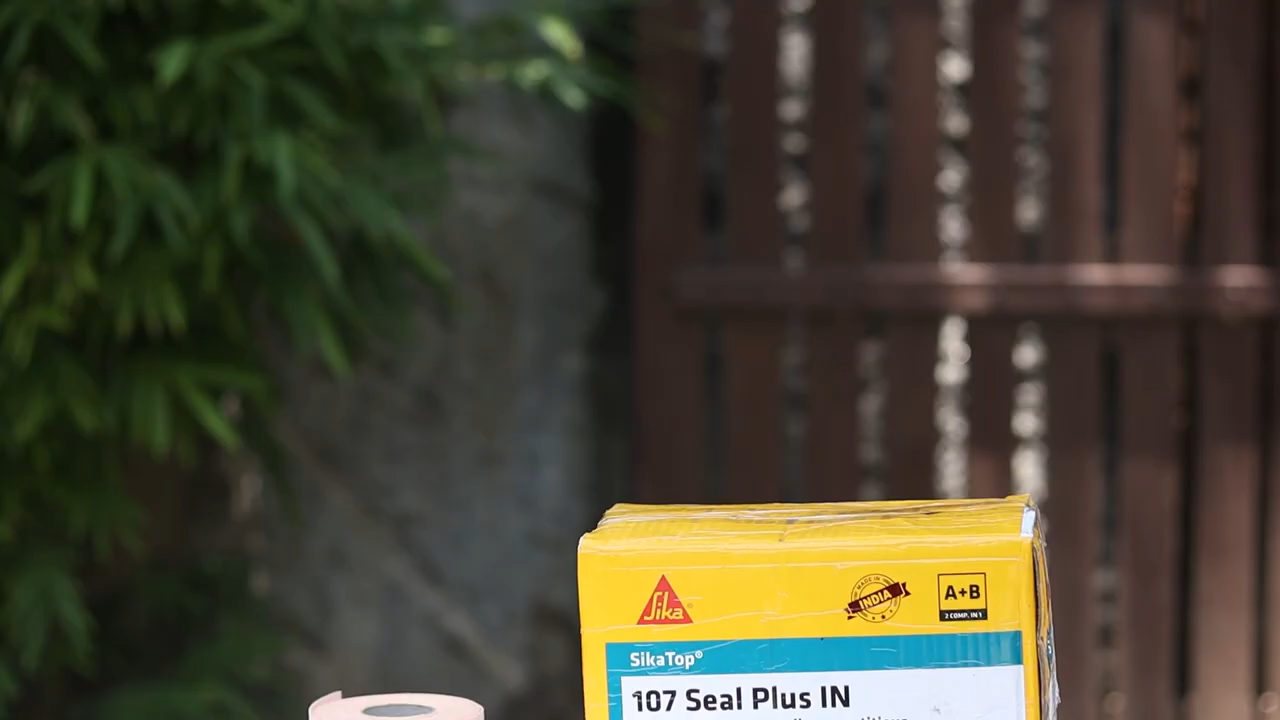 Sika®
MADE IN
INDIA
A+B
2 COMP. IN 1
SikaTop®
107 Seal Plus IN